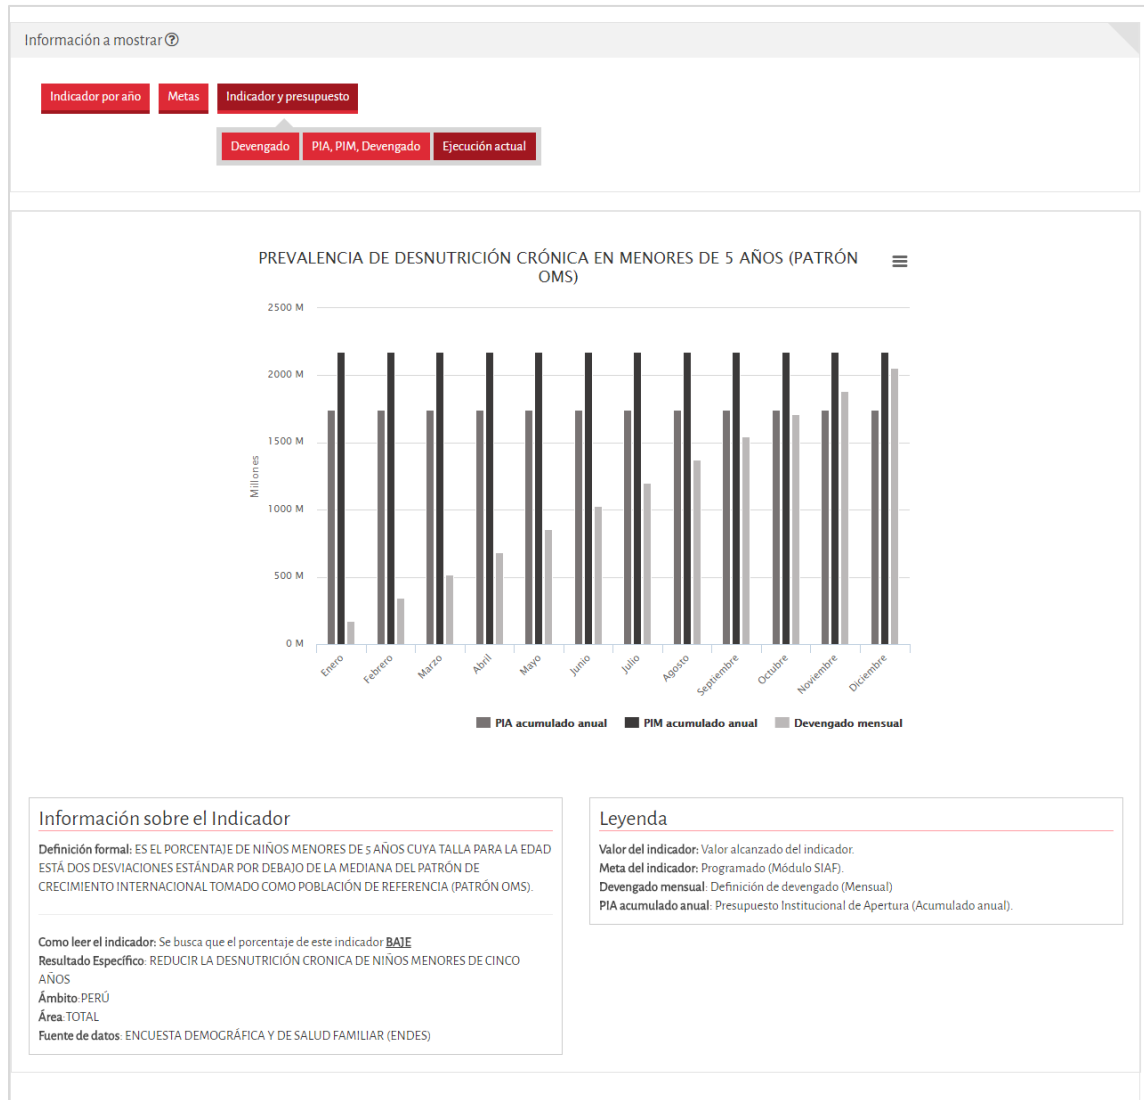 Información a mostrar
Indicador por año
Metas
Indicador y presupuesto
Devengado
PIA, PIM, Devengado
Ejecución actual
PREVALENCIA DE DESNUTRICIÓN CRÓNICA EN MENORES DE 5 AÑOS (PATRÓN
OMS)
Millones
2500 M
2000 M
1500 M
1000 M
500 M
0 M
Enero
Febrero
Marzo
Abril
Mayo
Junio
Julio
Agosto
Septiembre
Octubre
Noviembre
Diciembre
PIA acumulado anual
PIM acumulado anual
Devengado mensual
Información sobre el Indicador
Definición formal: ES EL PORCENTAJE DE NIÑOS MENORES DE 5 AÑOS CUYA TALLA PARA LA EDAD
ESTÁ DOS DESVIACIONES ESTÁNDAR POR DEBAJO DE LA MEDIANA DEL PATRÓN DE
CRECIMIENTO INTERNACIONAL TOMADO COMO POBLACIÓN DE REFERENCIA (PATRÓN OMS).
Como leer el indicador: Se busca que el porcentaje de este indicador BAJE
Resultado Específico: REDUCIR LA DESNUTRICIÓN CRONICA DE NIÑOS MENORES DE CINCO
AÑOS
Ámbito:PERÚ
Área:TOTAL
Fuente de datos: ENCUESTA DEMOGRÁFICA Y DE SALUD FAMILIAR (ENDES)
Leyenda
Valor del indicador: Valor alcanzado del indicador.
Meta del indicador: Programado (Módulo SIAF).
Devengado mensual: Definición de devengado (Mensual)
PIA acumulado anual: Presupuesto Institucional de Apertura (Acumulado anual).